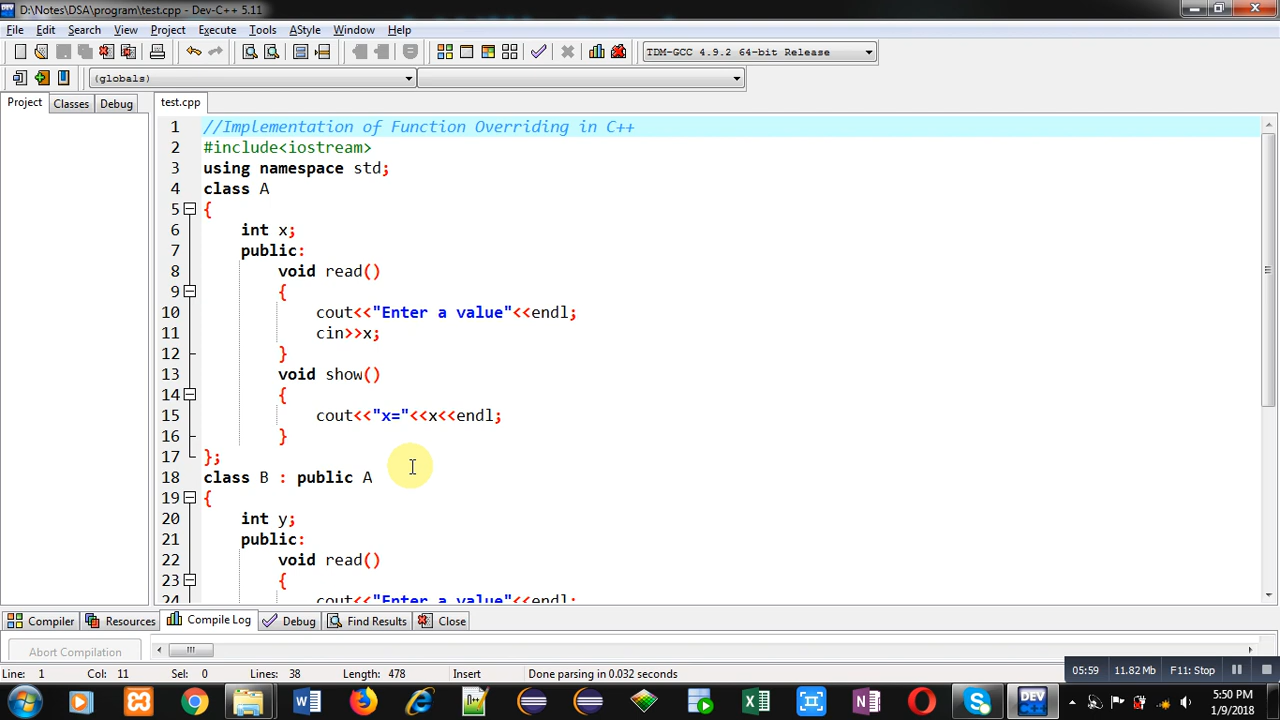 D:\Notes\DSA\program\test.cpp - Dev-C++ 5.11
File Edit Search View Project Execute Tools AStyle Window Help
TDM-GCC 4.9.2 64-bit Release
(globals)
Project Classes Debug test.cpp
1 //Implementation of Function Overriding in C++
2 #include<iostream>
3 using namespace std;
4 class A
5 {
6 int x;
7 public:
8 void read()
9 {
10 cout<<"Enter a value"<<endl;
11 cin>>x;
12 }
13 void show()
14 {
15 cout<<"x="<<x<<endl;
16 }
17 };
18 class B : public A
19 {
20 int y;
21 public:
22 void read()
23 {
24 cout<<"Enter a value"<<endl;
Compiler Resources Compile Log Debug Find Results Close
Abort Compilation
Line: 1 Col: 11 Sel: 0 Lines: 38 Length: 478 Insert Done parsing in 0.032 seconds
05:59 11.82 Mb F11: Stop
DEV
5:50 PM
1/9/2018